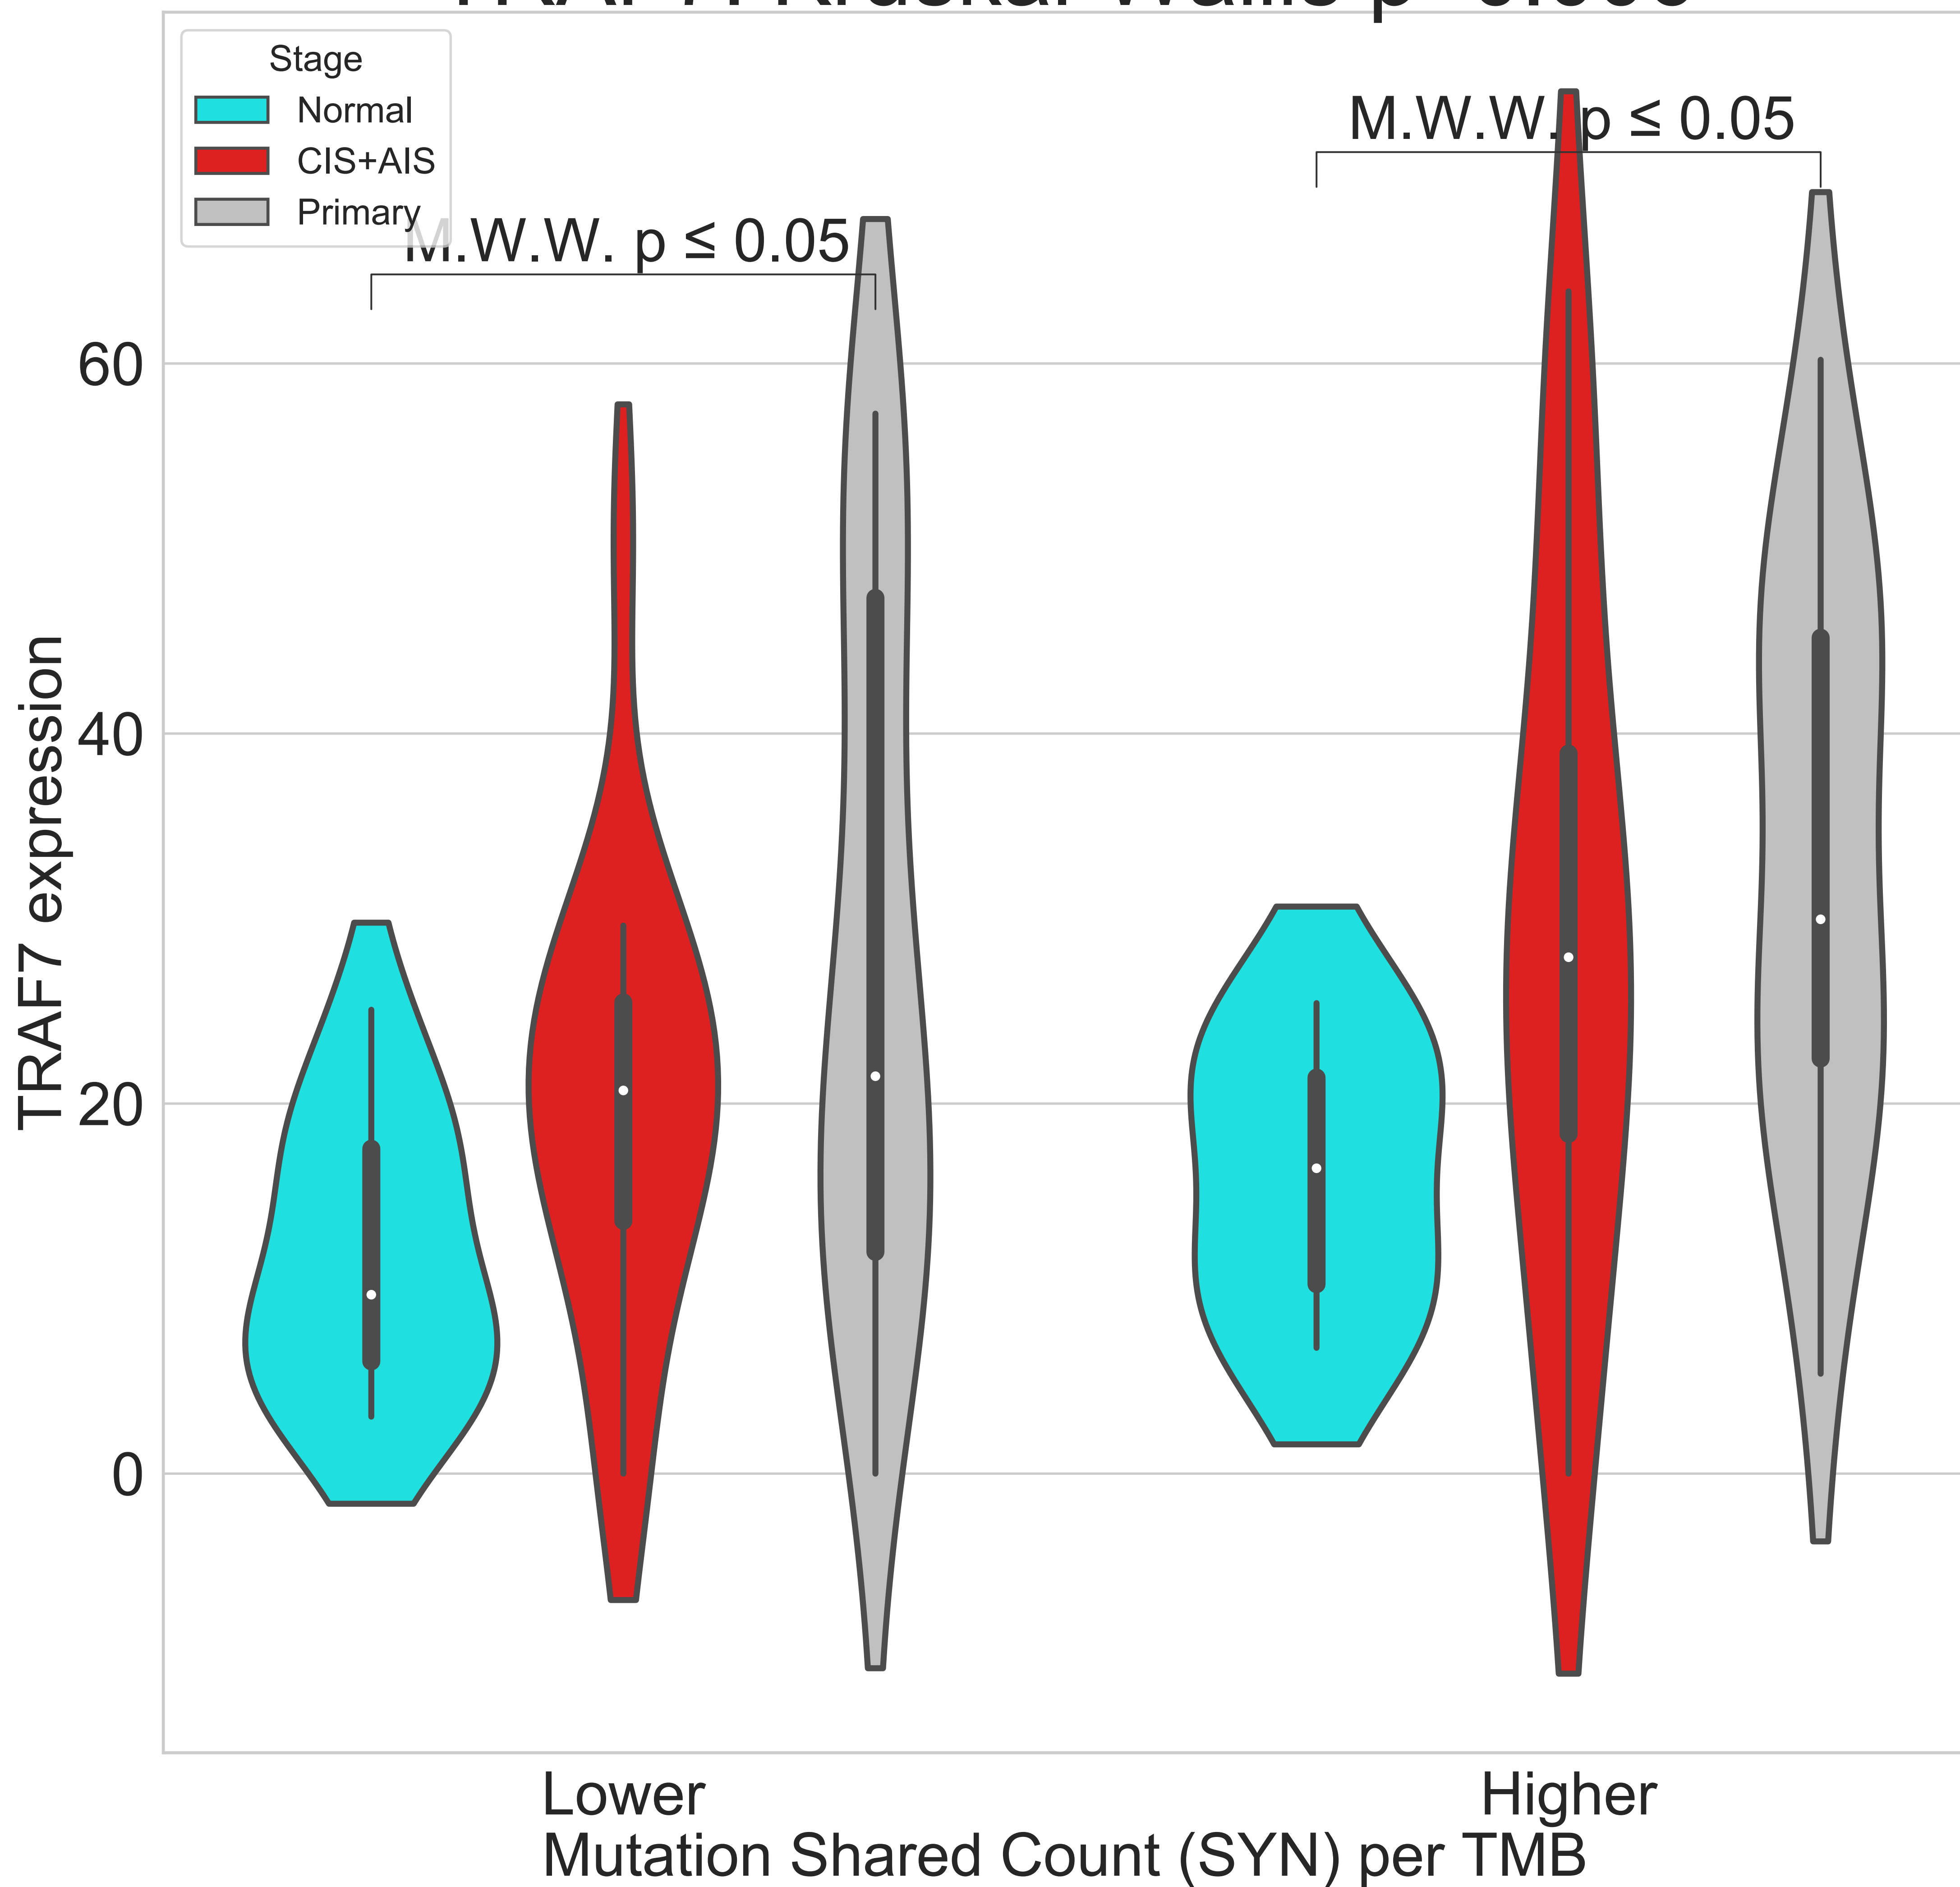 Stage
Normal
CIS+AIS
Primary
M.W.W. p ≤ 0.05
M.W.W. p ≤ 0.05
60
40
20
0
TRAF7 expression
Lower
Higher
Mutation Shared Count (SYN) per TMB